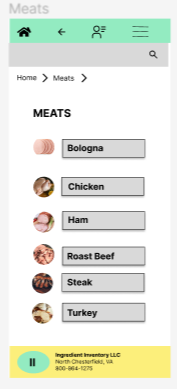 Meats
Home > Meats >
MEATS
Bologna
Chicken
Ham
Roast Beef
Steak
Turkey
Ingredient Inventory LLC
North Chesterfield, VA
800-964-1275